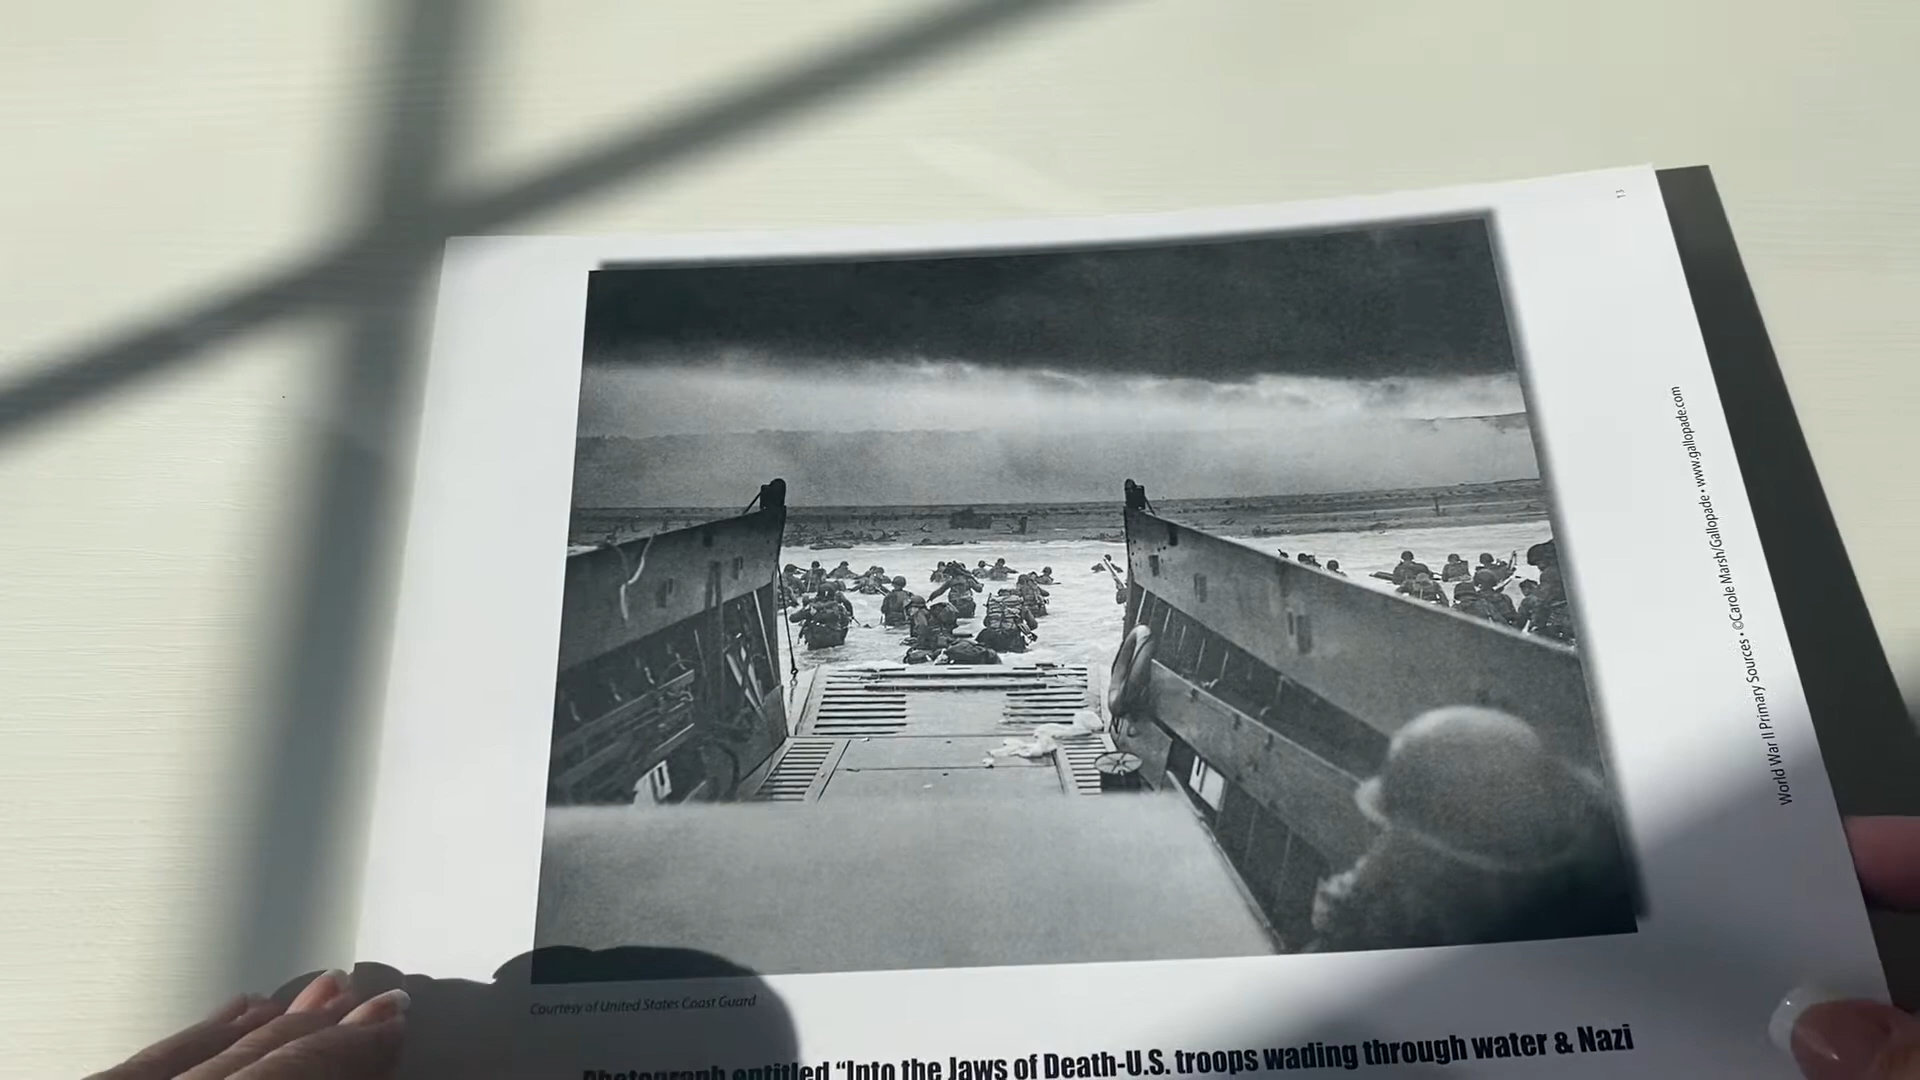 13
World War II Primary Sources • ©Carole Marsh/Gallopade • www.gallopade.com
Courtesy of United States Coast Guard
Photograph entitled “Into the Jaws of Death-U.S. troops wading through water & Nazi